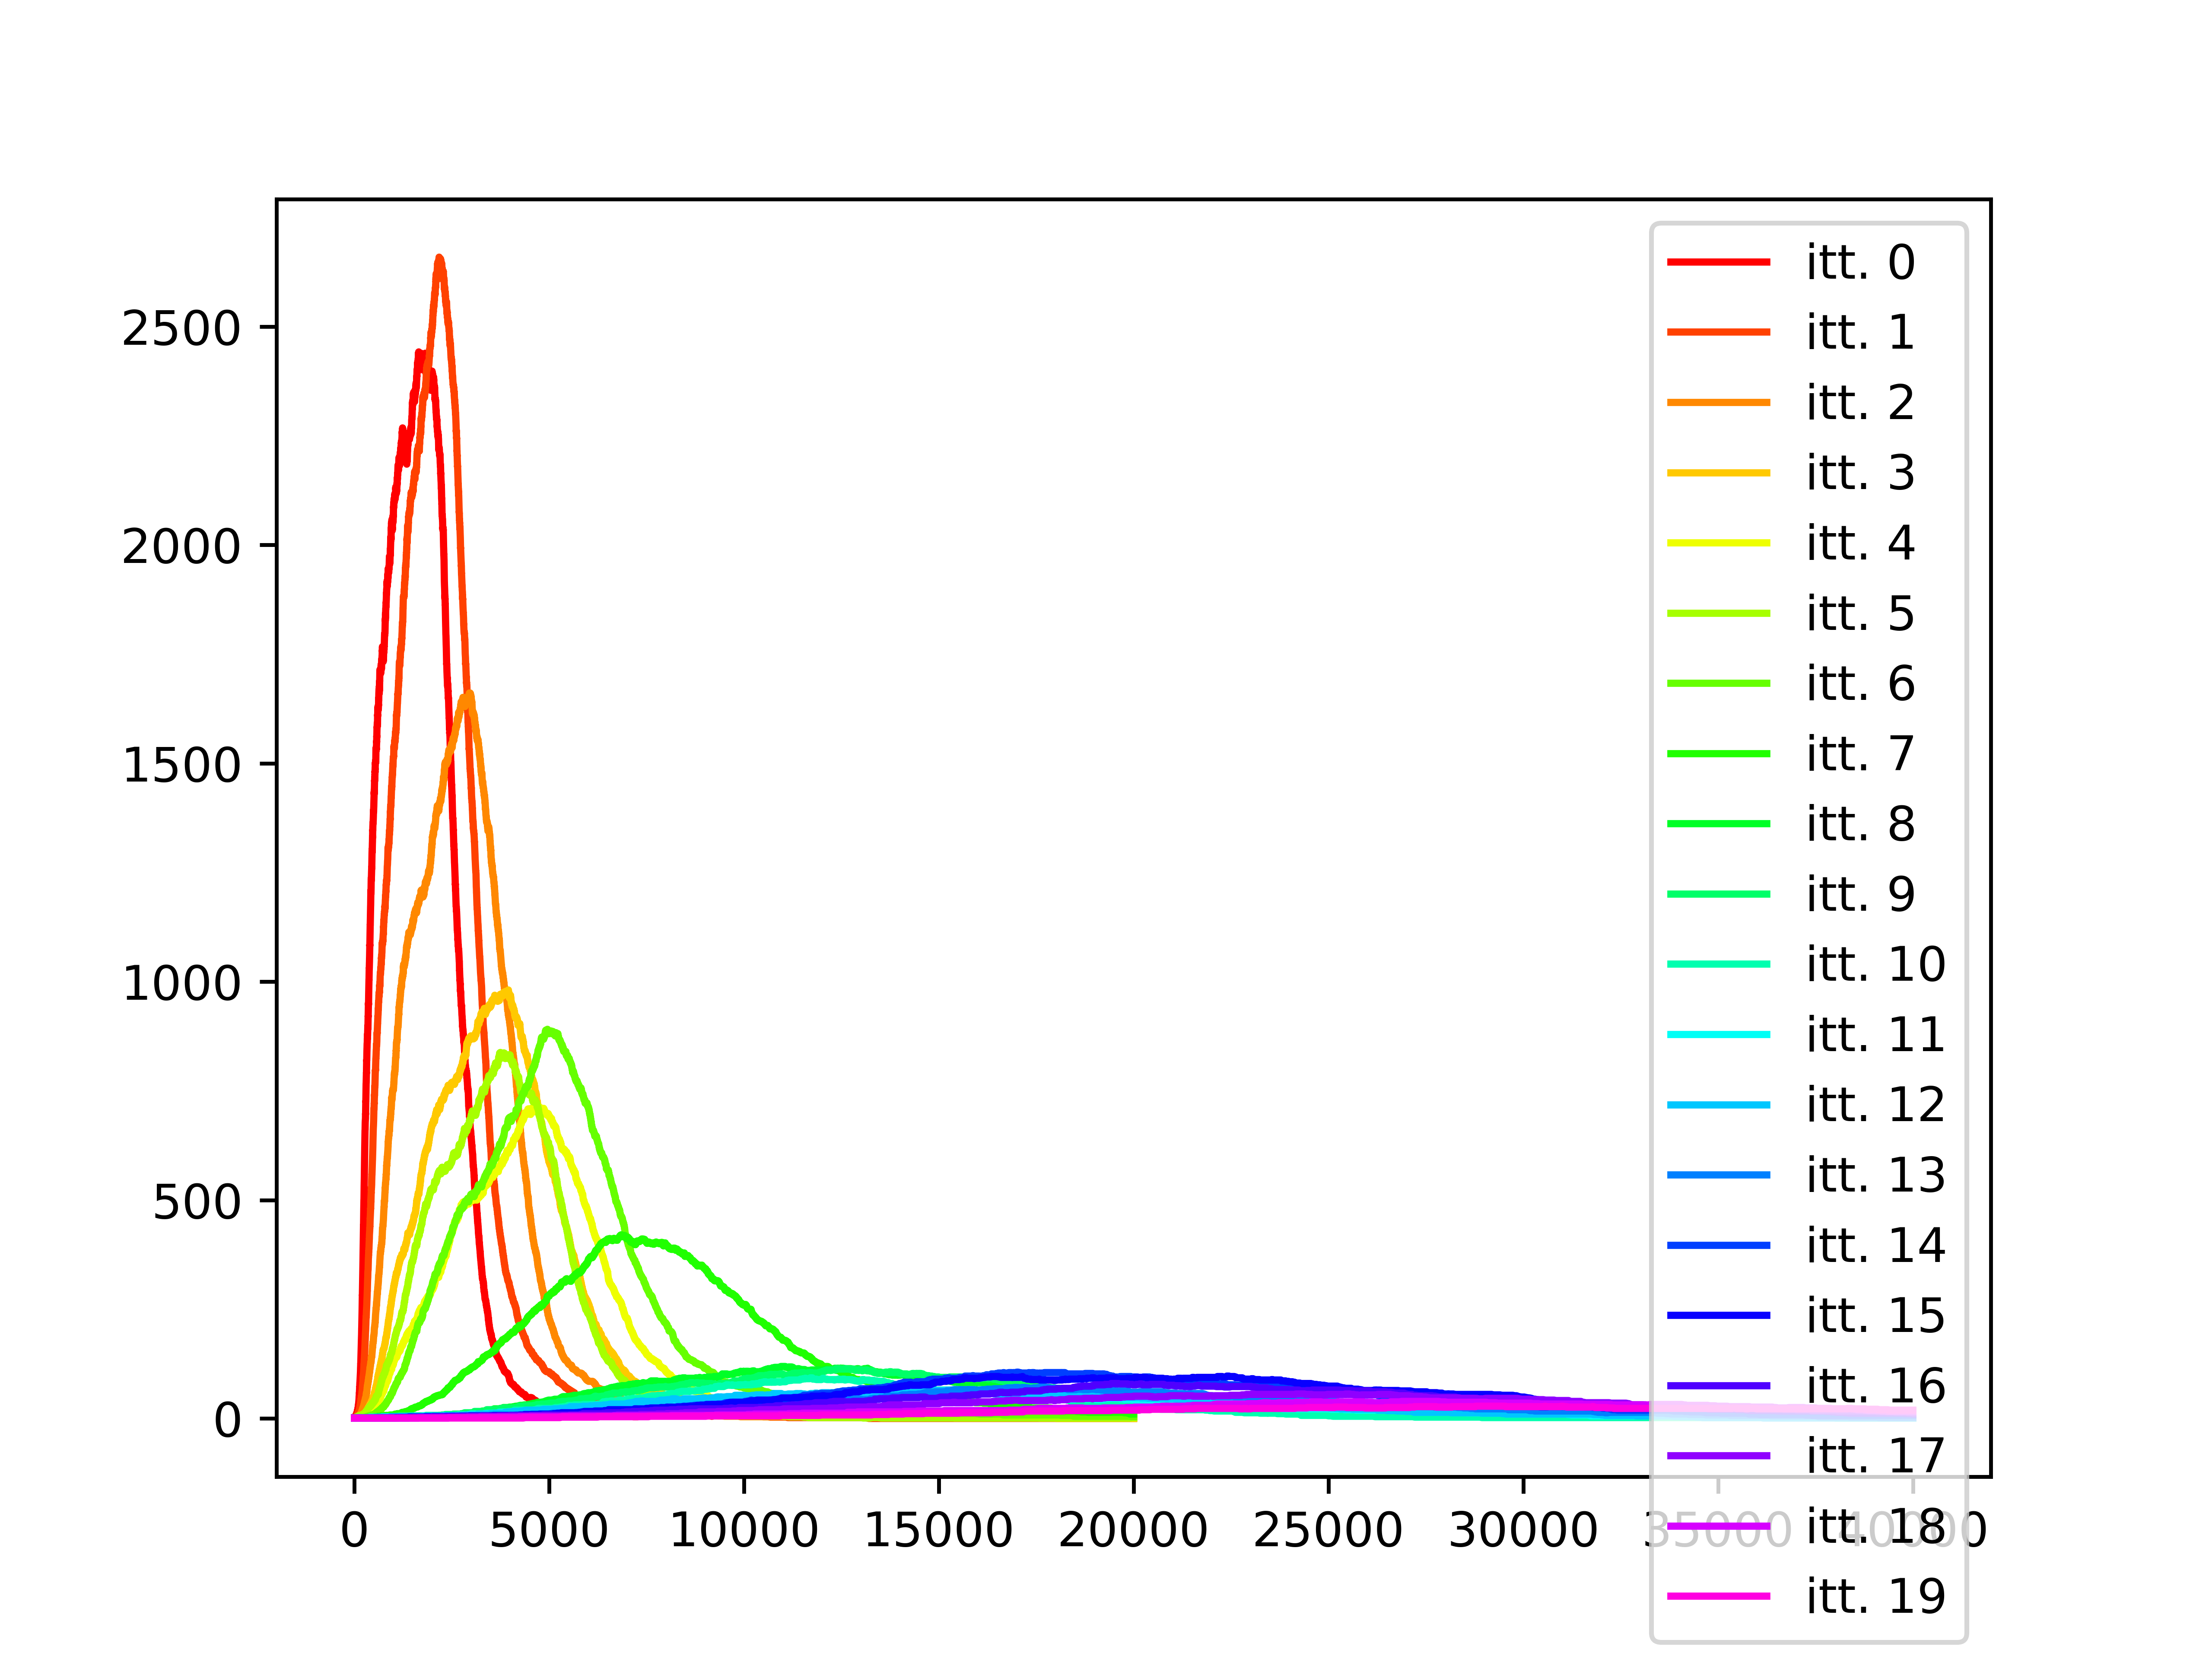 2500
2000
1500
1000
500
0
0 5000 10000 15000 20000 25000 30000 35000 40000
itt. 0
itt. 1
itt. 2
itt. 3
itt. 4
itt. 5
itt. 6
itt. 7
itt. 8
itt. 9
itt. 10
itt. 11
itt. 12
itt. 13
itt. 14
itt. 15
itt. 16
itt. 17
itt. 18
itt. 19